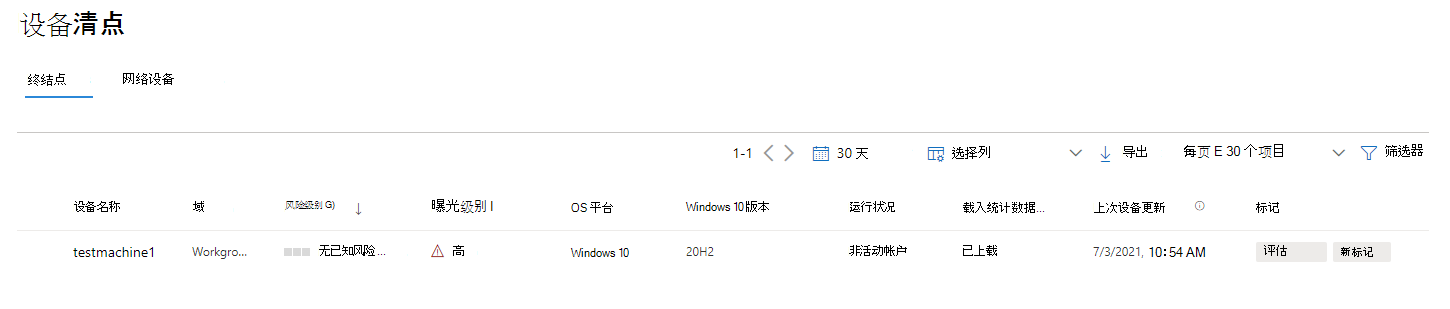 设备清点
终结点 网络设备
1-1 30 天 选择列 导出 每页 E 30 个项目 筛选器
设备名称 域 风险级别 G) 曝光级别 I OS 平台 Windows 10版本 运行状况 载入统计数据... 上次设备更新 标记
testmachine1 Workgro... 无已知风险... 高 Windows 10 20H2 非活动帐户 已上载 7/3/2021, 10:54 AM 评估 新标记